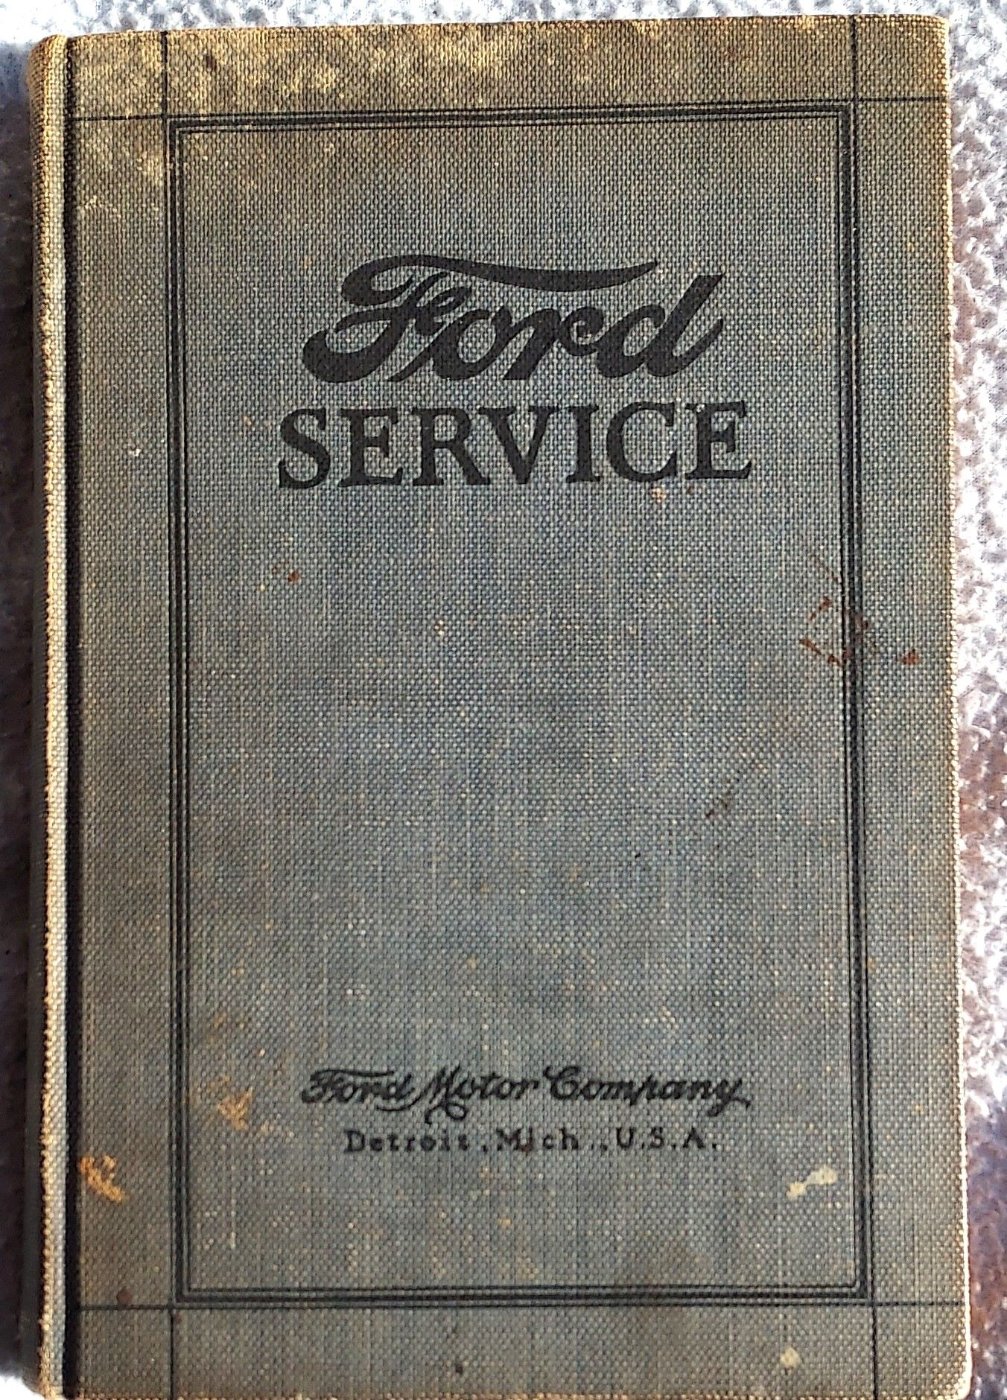 Ford
SERVICE
Ford Motor Company
Detroit, Mich., U.S.A.